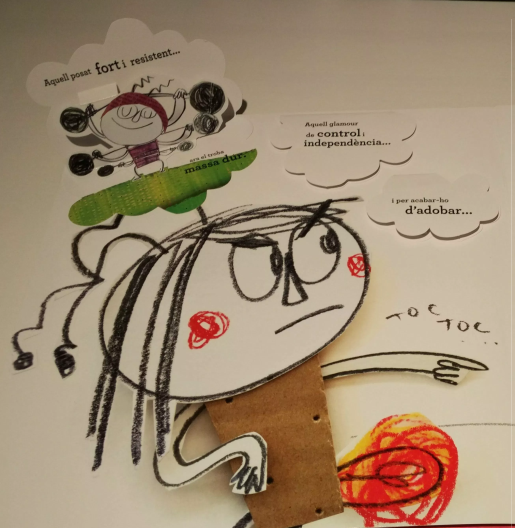 Aquell posat fort i resistent...
ara el troba
massa dur.
Aquell glamour
de control i
independència...
i per acabar-ho
d'adobar...
TOC
TOC...